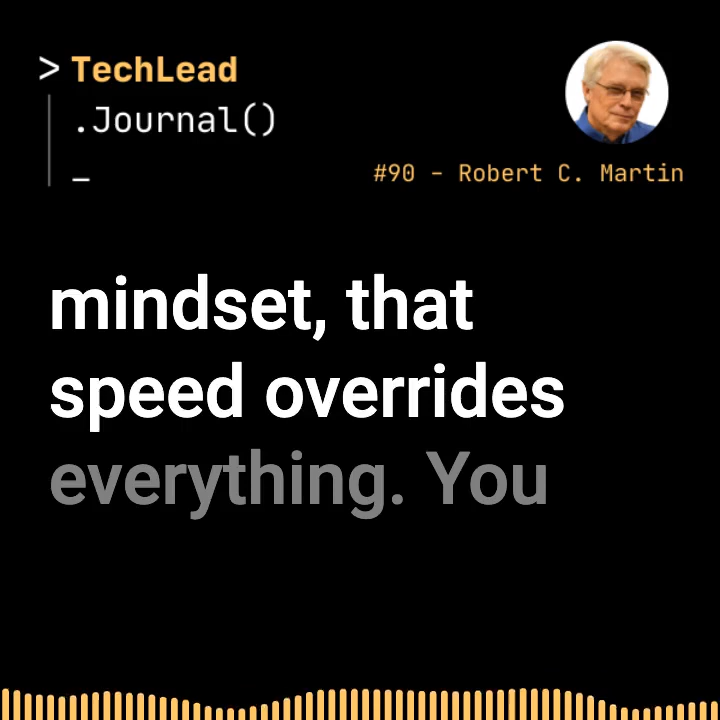 > TechLead
.Journal()
_
#90 - Robert C. Martin
mindset, that
speed overrides
everything. You